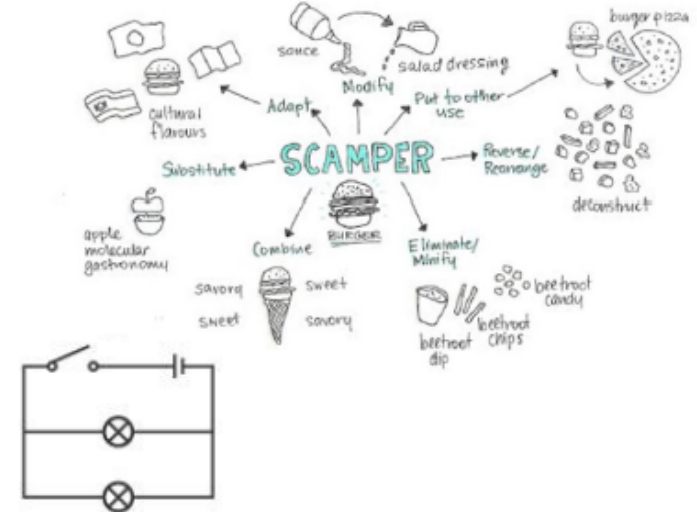 burger pizza
sauce
salad dressing
Modify
Adapt
Put to other
use
cultural
flavours
SCAMPER
Substitute
Reverse/
Rearrange
deconstruct
BURGER
apple
molecular
gastronomy
Combine
Eliminate/
Minify
savory
sweet
sweet
savory
beetroot
candy
beetroot
chips
beetroot
dip